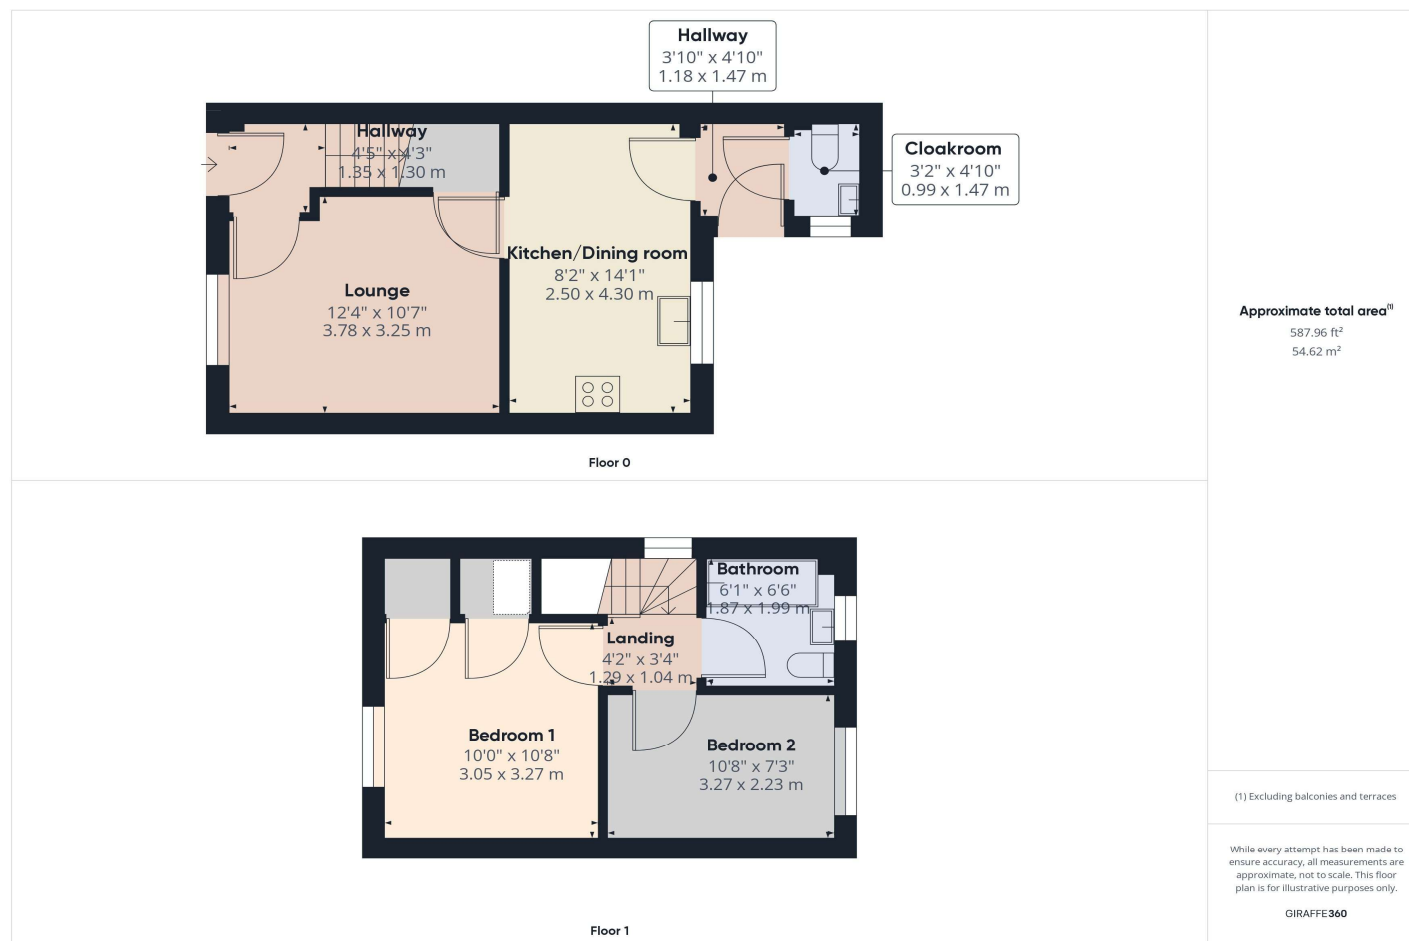 Hallway
3'10" x 4'10"
1.18 x 1.47 m
Hallway
4'5" x 4'3"
1.35 x 1.30 m
Cloakroom
3'2" x 4'10"
0.99 x 1.47 m
Kitchen/Dining room
8'2" x 14'1"
2.50 x 4.30 m
Lounge
12'4" x 10'7"
3.78 x 3.25 m
Floor 0
Bathroom
6'1" x 6'6"
1.87 x 1.99 m
Landing
4'2" x 3'4"
1.29 x 1.04 m
Bedroom 1
10'0" x 10'8"
3.05 x 3.27 m
Bedroom 2
10'8" x 7'3"
3.27 x 2.23 m
Floor 1
Approximate total area(1)
587.96 ft²
54.62 m²
(1) Excluding balconies and terraces
While every attempt has been made to
ensure accuracy, all measurements are
approximate, not to scale. This floor
plan is for illustrative purposes only.
GIRAFFE360